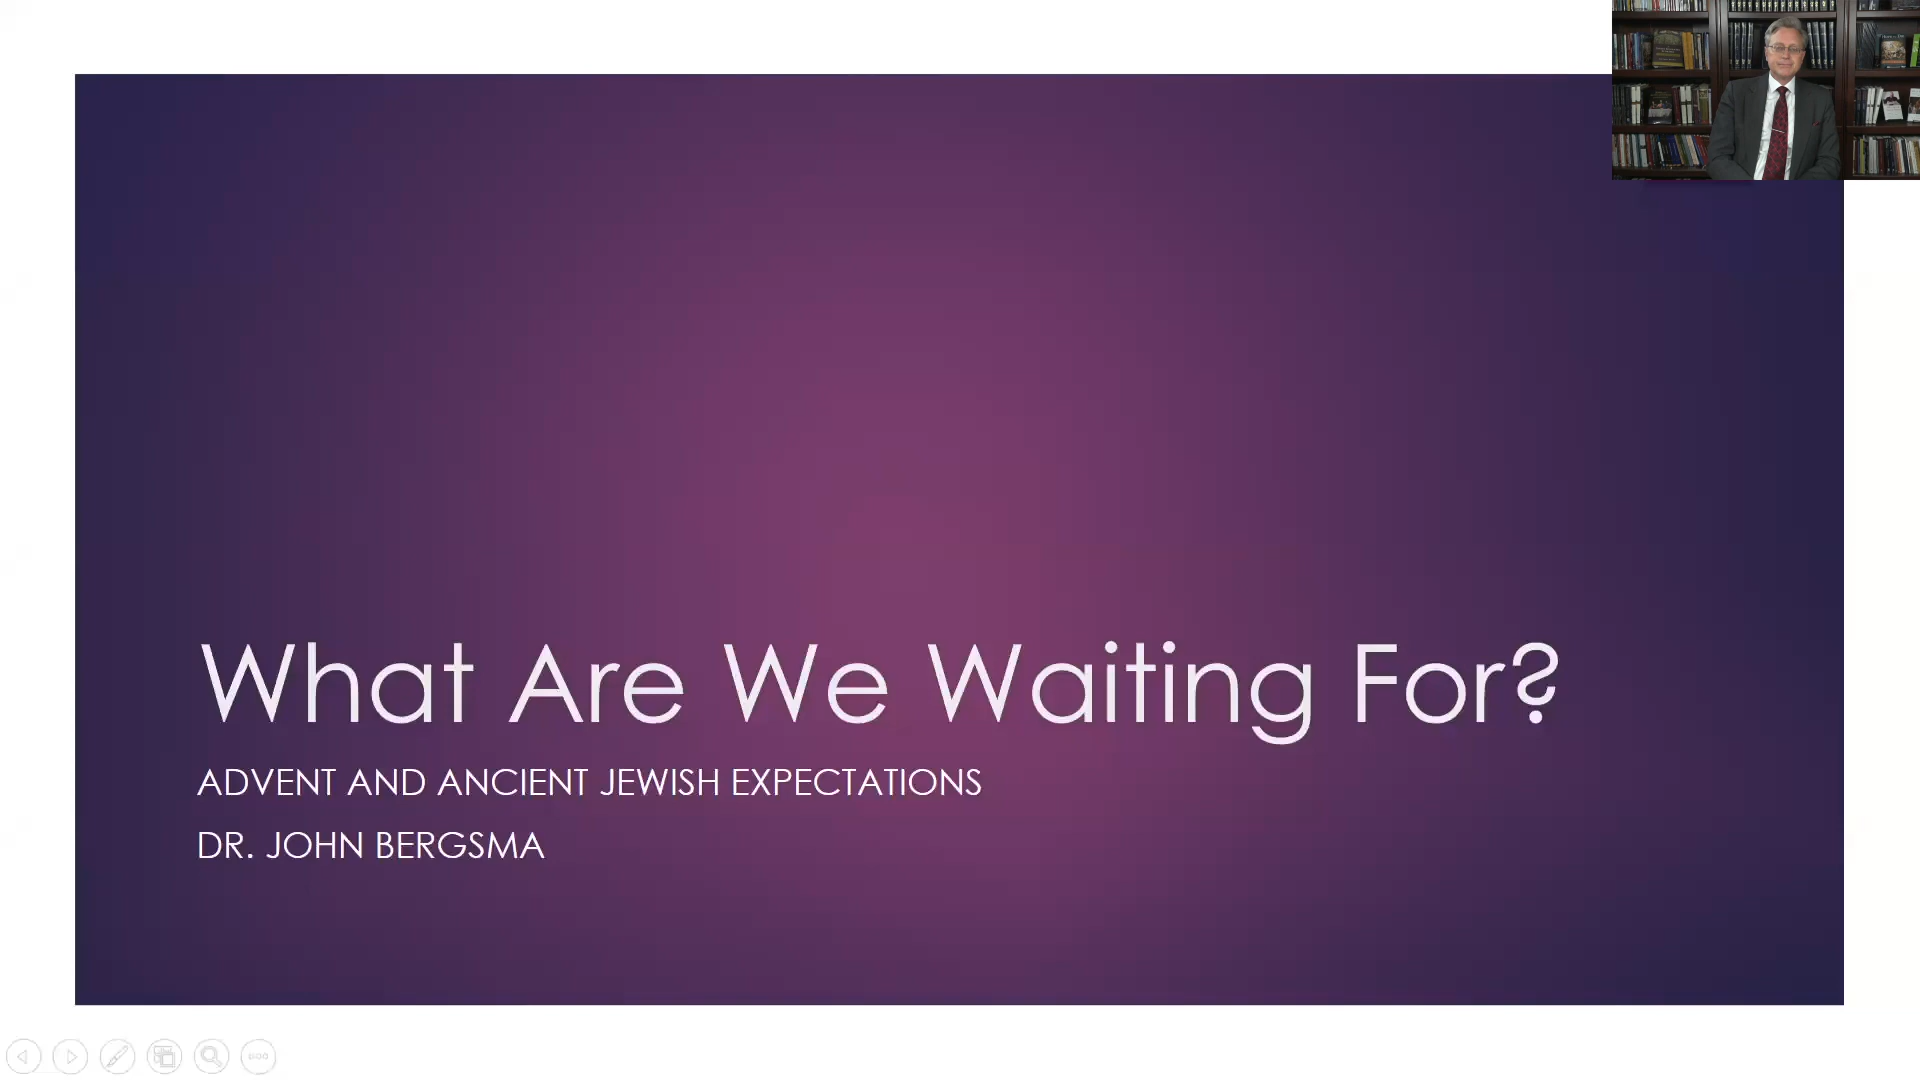 What Are We Waiting For?
ADVENT AND ANCIENT JEWISH EXPECTATIONS
DR. JOHN BERGSMA